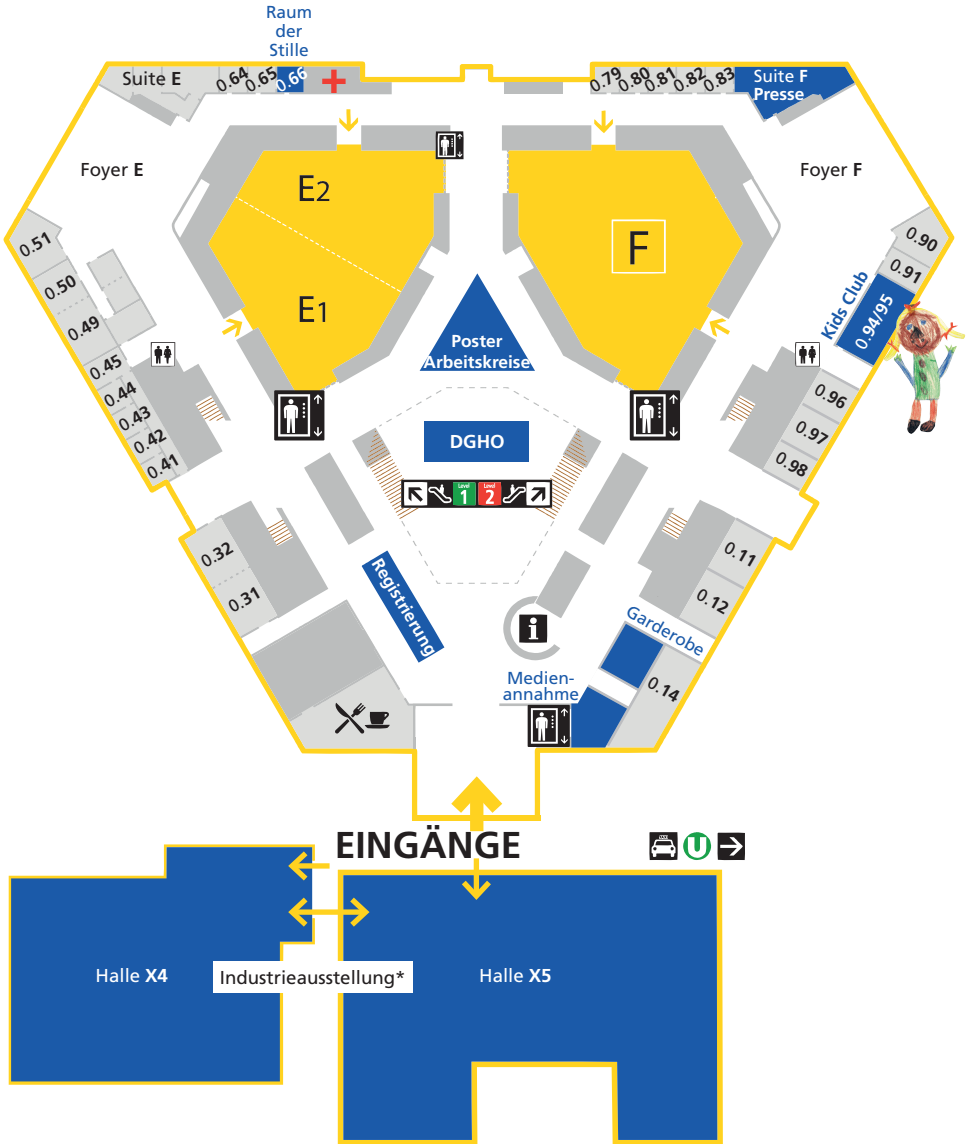 Raum
der
Stille
Suite E
0.64
0.65
0.66
0.79
0.80
0.81
0.82
0.83
Suite F
Presse
Foyer E
E2
Foyer F
F
0.51
0.50
0.49
0.45
0.44
0.43
0.42
0.41
E1
0.90
0.91
Kids Club
0.94/95
0.96
0.97
0.98
Poster
Arbeitskreise
DGHO
Level
1
Level
2
0.32
0.31
Registrierung
i
0.11
0.12
Garderobe
0.14
Medien-
annahme
EINGÄNGE
U
Halle X4
Industrieausstellung*
Halle X5